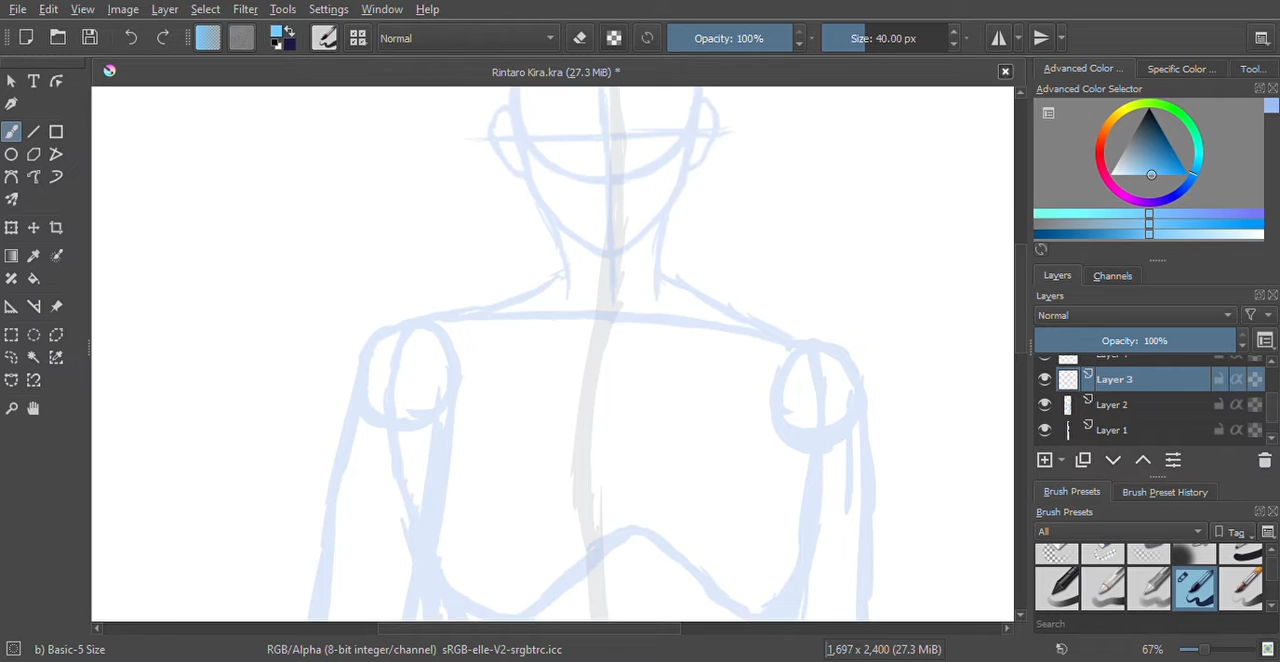 File Edit View Image Layer Select Filter Tools Settings Window Help
Normal Opacity: 100% Size: 40.00 px
Rintaro Kira.kra (27.3 MiB) *
Advanced Color ... Specific Color ... Tool...
Advanced Color Selector
Layers Channels
Layers
Normal
Opacity: 100%
Layer 3
Layer 2
Layer 1
Brush Presets Brush Preset History
Brush Presets
All Tag
Search
b) Basic-5 Size RGB/Alpha (8-bit integer/channel) sRGB-elle-V2-srgbtrc.icc 1,697 x 2,400 (27.3 MiB) 67%